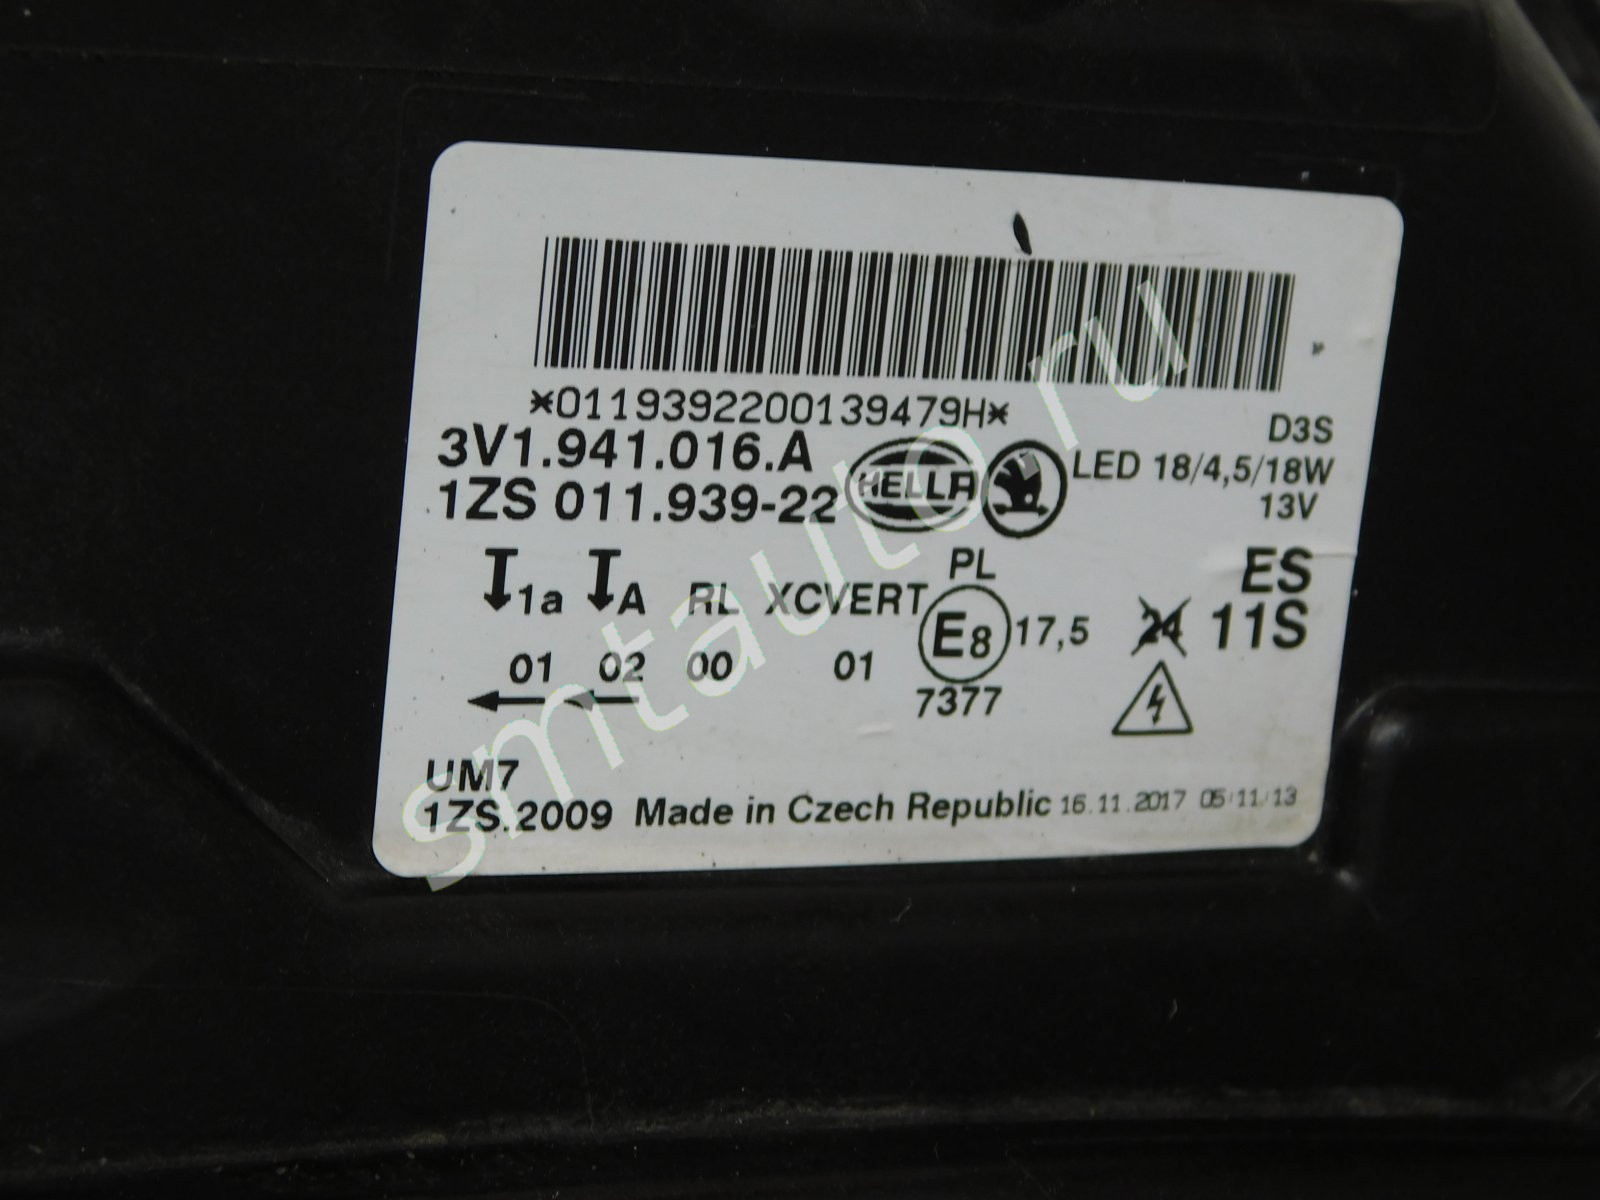 *0119392200139479H*
3V1.941.016.A
1ZS 011.939-22
HELLA
D3S
LED 18/4,5/18W
13V
1a A RL XCVERT PL
01 02 00 01
E8 17,5
7377
24
ES
11S
UM7
1ZS.2009 Made in Czech Republic 16.11.2017 05:11:13
smtauto.ru